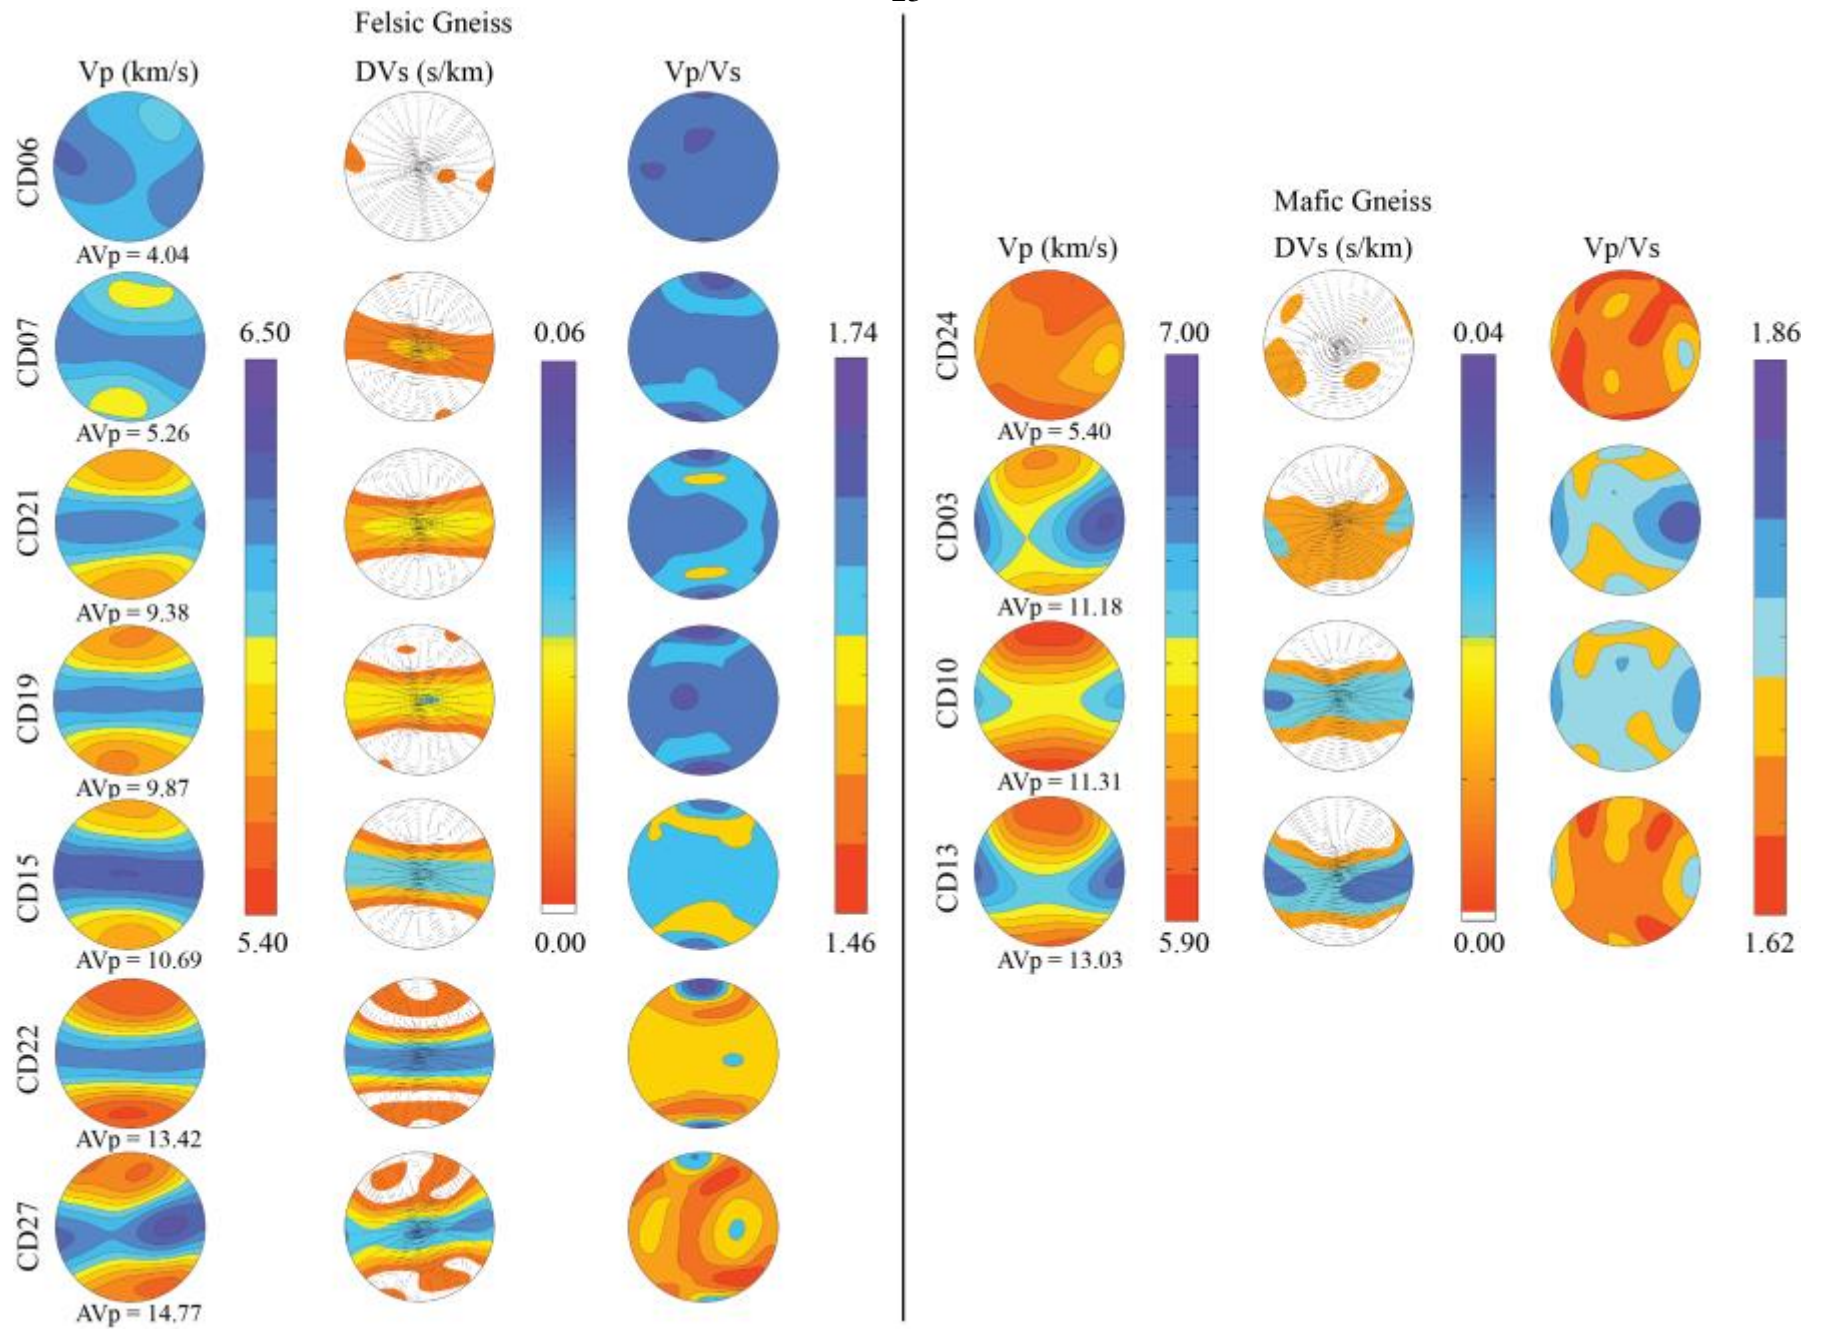 Felsic Gneiss
Vp (km/s) DVs (s/km) Vp/Vs
CD06
AVp = 4.04
CD07
AVp = 5.26
CD21
AVp = 9.38
CD19
AVp = 9.87
CD15
AVp = 10.69
CD22
AVp = 13.42
CD27
AVp = 14.77
6.50
5.40
0.06
0.00
1.74
1.46
Mafic Gneiss
Vp (km/s) DVs (s/km) Vp/Vs
CD24
AVp = 5.40
CD03
AVp = 11.18
CD10
AVp = 11.31
CD13
AVp = 13.03
7.00
5.90
0.04
0.00
1.86
1.62